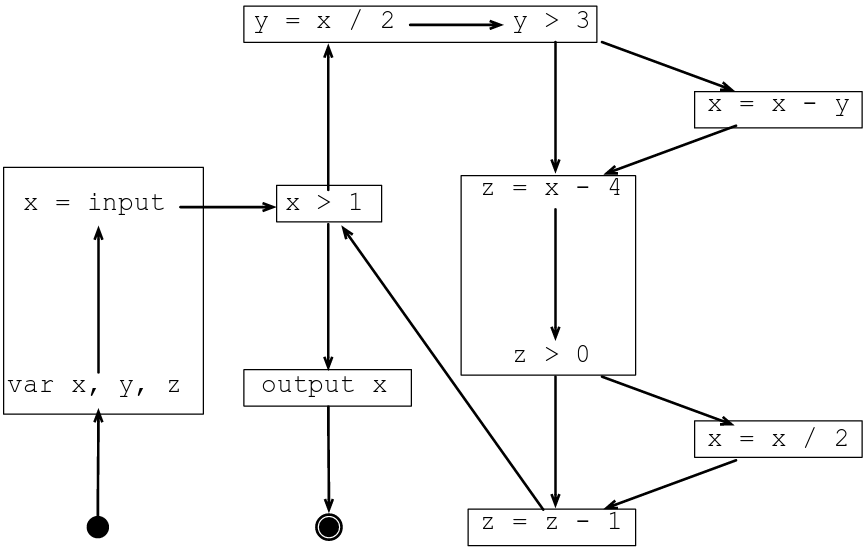 y = x / 2
y > 3
x = x - y
z = x - 4
x = input
x > 1
z > 0
var x, y, z
output x
x = x / 2
z = z - 1